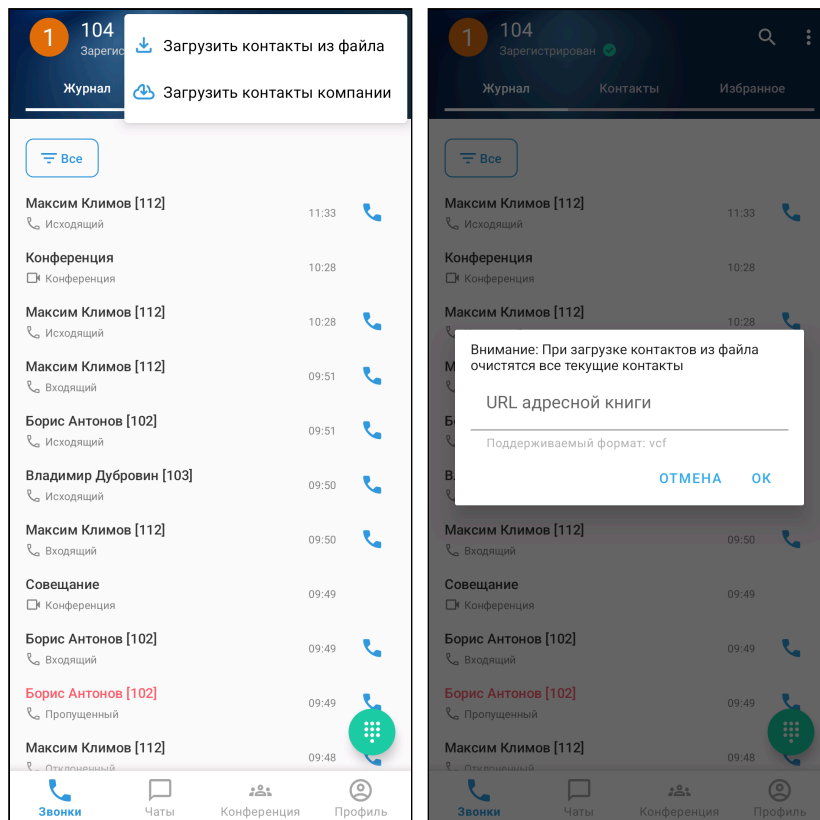 1
104
Зарегис
Загрузить контакты из файла
Загрузить контакты компании
Журнал
Все
Максим Климов [112]
Исходящий
11:33
Конференция
Конференция
10:28
Максим Климов [112]
Исходящий
10:28
Максим Климов [112]
Входящий
09:51
Борис Антонов [102]
Исходящий
09:51
Владимир Дубровин [103]
Исходящий
09:50
Максим Климов [112]
Входящий
09:50
Совещание
Конференция
09:49
Борис Антонов [102]
Входящий
09:49
Борис Антонов [102]
Пропущенный
09:49
Максим Климов [112]
Отклоненный
09:48
Звонки
Чаты
Конференция
Профиль
1
104
Зарегистрирован
Журнал
Контакты
Избранное
Все
Максим Климов [112]
Исходящий
11:33
Конференция
Конференция
10:28
Максим Климов [112]
10:28
Внимание: При загрузке контактов из файла
очистятся все текущие контакты
URL адресной книги
Поддерживаемый формат: vcf
ОТМЕНА
ОК
Максим Климов [112]
Входящий
09:50
Совещание
Конференция
09:49
Борис Антонов [102]
Входящий
09:49
Борис Антонов [102]
Пропущенный
09:49
Максим Климов [112]
Отклоненный
09:48
Звонки
Чаты
Конференция
Профиль